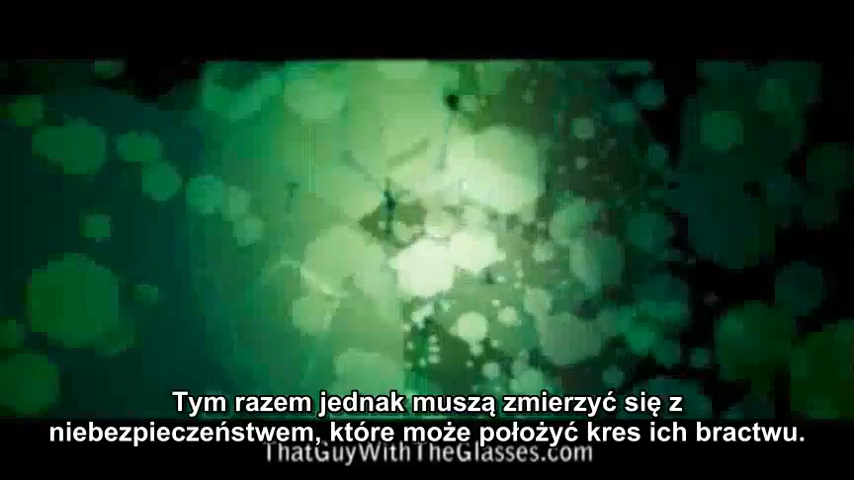 Tym razem jednak muszą zmierzyć się z
niebezpieczeństwem, które może położyć kres ich bractwu.
ThatGuyWithTheGlasses.com